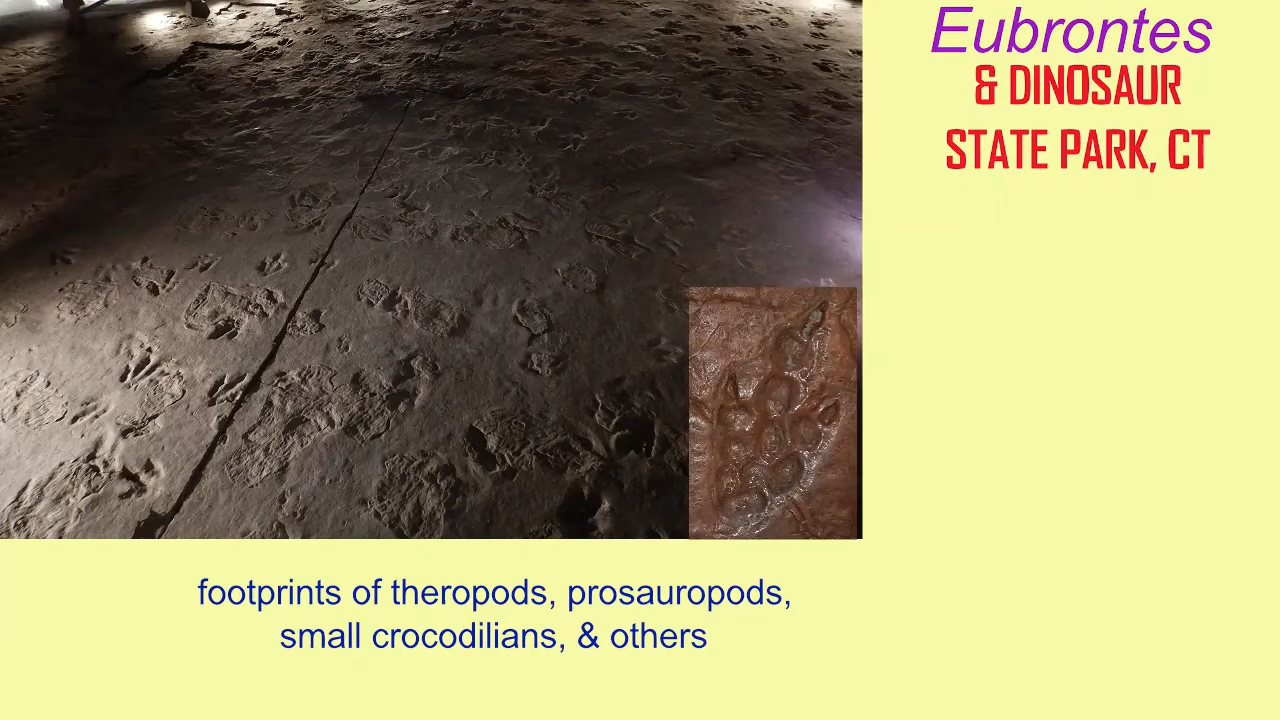 Eubrontes
& DINOSAUR
STATE PARK, CT
footprints of theropods, prosauropods,
small crocodilians, & others